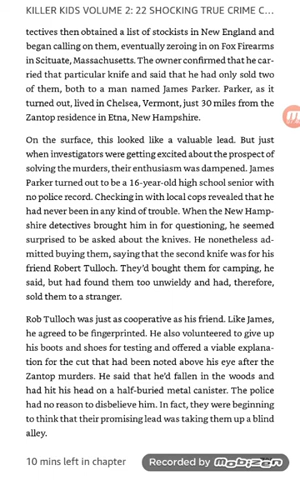 KILLER KIDS VOLUME 2: 22 SHOCKING TRUE CRIME C...
tectives then obtained a list of stockists in New England and
began calling on them, eventually zeroing in on Fox Firearms
in Scituate, Massachusetts. The owner confirmed that he car-
ried that particular knife and said that he had only sold two
of them, both to a man named James Parker. Parker, as it
turned out, lived in Chelsea, Vermont, just 30 miles from the
Zantop residence in Etna, New Hampshire.
On the surface, this looked like a valuable lead. But just
when investigators were getting excited about the prospect of
solving the murders, their enthusiasm was dampened. James
Parker turned out to be a 16-year-old high school senior with
no police record. Checking in with local cops revealed that he
had never been in any kind of trouble. When the New Hamp-
shire detectives brought him in for questioning, he seemed
surprised to be asked about the knives. He nonetheless ad-
mitted buying them, saying that the second knife was for his
friend Robert Tulloch. They'd bought them for camping, he
said, but had found them too unwieldy and had, therefore,
sold them to a stranger.
Rob Tulloch was just as cooperative as his friend. Like James,
he agreed to be fingerprinted. He also volunteered to give up
his boots and shoes for testing and offered a viable explana-
tion for the cut that had been noted above his eye after the
Zantop murders. He said that he'd fallen in the woods and
had hit his head on a half-buried metal canister. The police
had no reason to disbelieve him. In fact, they were beginning
to think that their promising lead was taking them up a blind
alley.
10 mins left in chapter
Recorded by mobizen